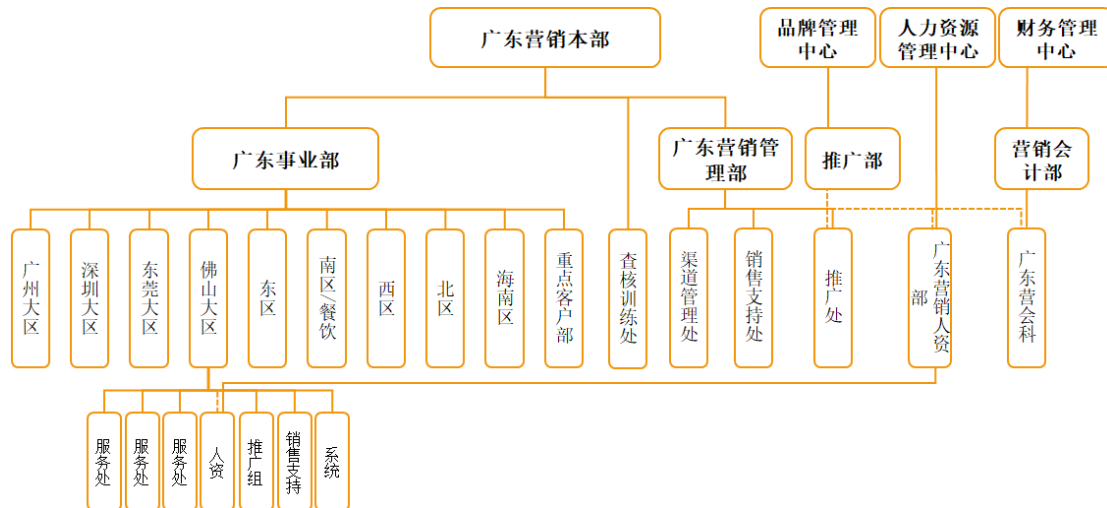 广东营销本部
品牌管理
中心
人力资源
管理中心
财务管理
中心
广东事业部
广东营销管
理部
推广部
营销会
计部
广州大区
深圳大区
东莞大区
佛山大区
东区
南区/餐饮
西区
北区
海南区
重点客户部
查核训练处
渠道管理处
销售支持处
推广处
广东营销人资
部
广东营会科
服务处
服务处
服务处
人资
推广组
销售支持
系统